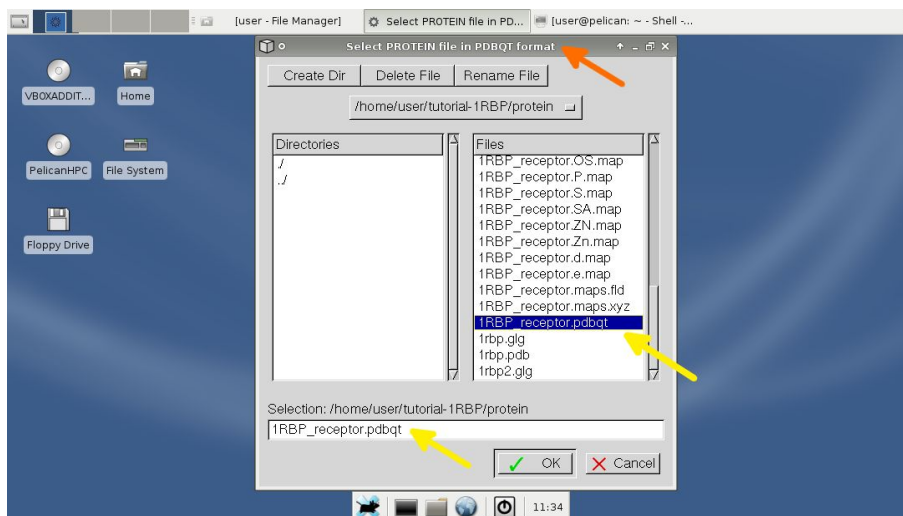 [user - File Manager]
Select PROTEIN file in PD...
[user@pelican: ~ - Shell -...
Select PROTEIN file in PDBQT format
Create Dir
Delete File
Rename File
/home/user/tutorial-1RBP/protein
Directories
./
../
Files
1RBP_receptor.OS.map
1RBP_receptor.P.map
1RBP_receptor.S.map
1RBP_receptor.SA.map
1RBP_receptor.ZN.map
1RBP_receptor.Zn.map
1RBP_receptor.d.map
1RBP_receptor.e.map
1RBP_receptor.maps.fld
1RBP_receptor.maps.xyz
1RBP_receptor.pdbqt
1rbp.glg
1rbp.pdb
1rbp2.glg
Selection: /home/user/tutorial-1RBP/protein
1RBP_receptor.pdbqt
OK
Cancel
VBOXADDIT...
Home
PelicanHPC
File System
Floppy Drive
11:34